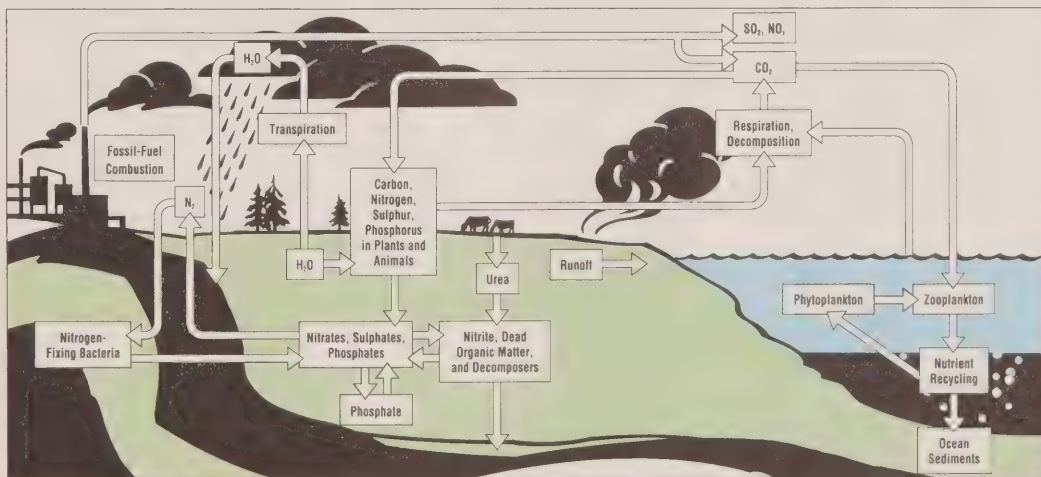 SO₂, NOₓ
H₂O
CO₂
Transpiration
Respiration,
Decomposition
Fossil-Fuel
Combustion
Carbon,
Nitrogen,
Sulphur,
Phosphorus
in Plants and
Animals
N₂
H₂O
Urea
Runoff
Phytoplankton
Zooplankton
Nitrogen-
Fixing Bacteria
Nitrates, Sulphates,
Phosphates
Nitrite, Dead
Organic Matter,
and Decomposers
Nutrient
Recycling
Phosphate
Ocean
Sediments